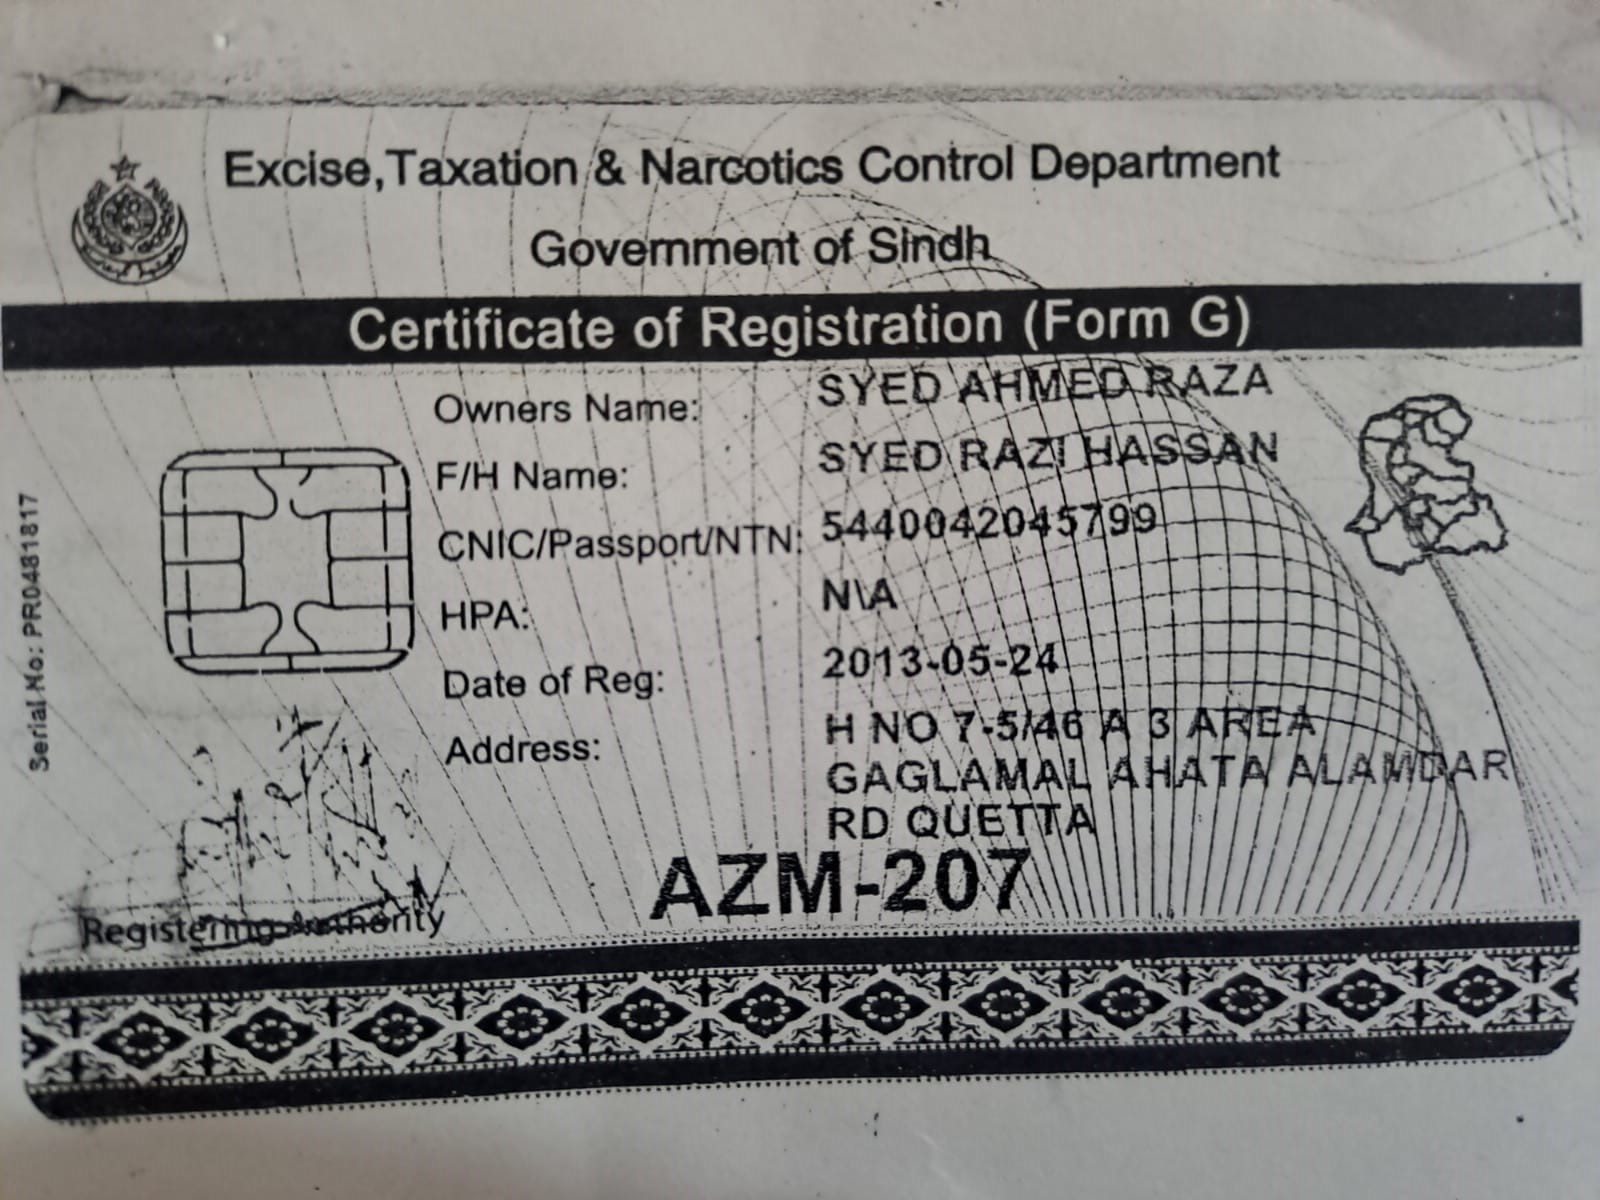 Excise,Taxation & Narcotics Control Department
Government of Sindh
Certificate of Registration (Form G)
Owners Name: SYED AHMED RAZA
F/H Name: SYED RAZI HASSAN
CNIC/Passport/NTN: 5440042045799
HPA: N\A
Date of Reg: 2013-05-24
Address: H NO 7-5/46 A 3 AREA
GAGLAMAL AHATA ALAMDAR
RD QUETTA
AZM-207
Registering Authority
Serial No: PR0481817